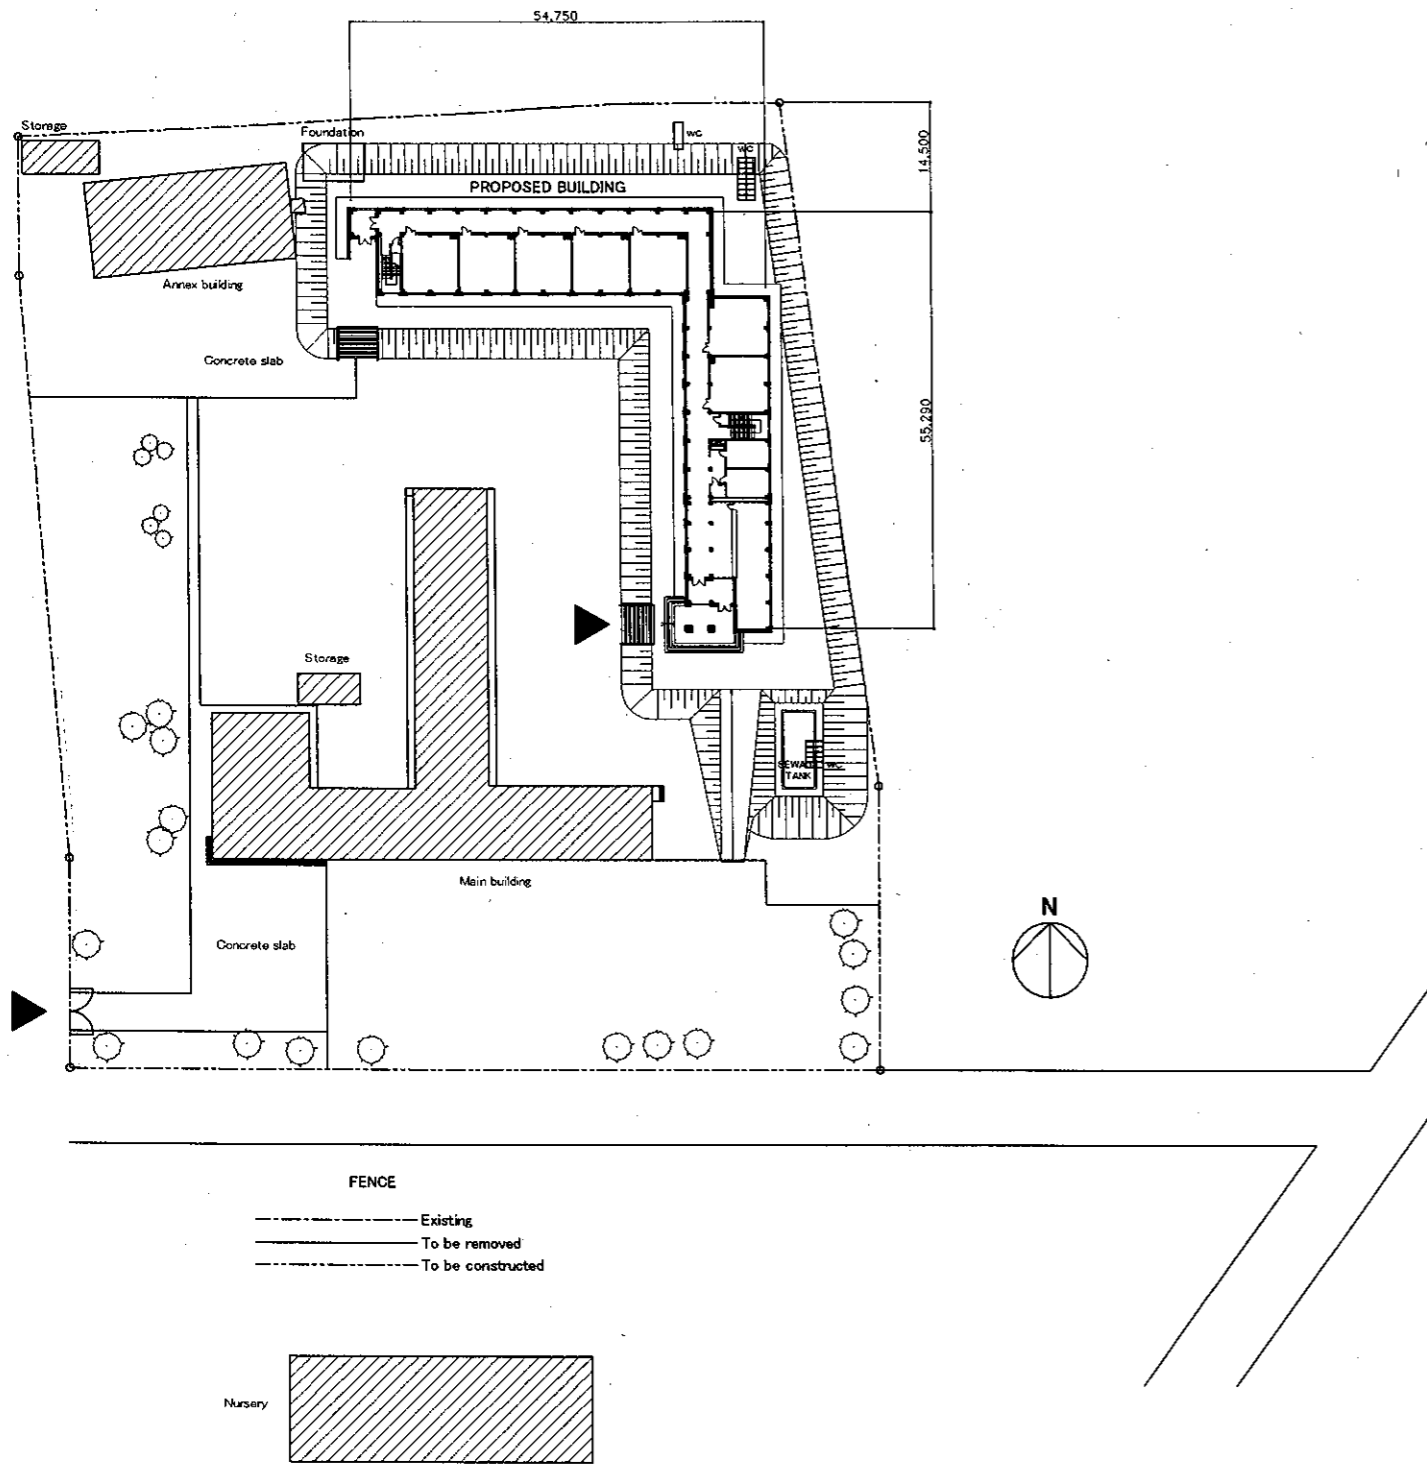 54,750
Storage
Foundation
WC
WC
14,500
PROPOSED BUILDING
Annex building
Concrete slab
55,290
Storage
SEWAGE WC
TANK
Main building
N
Concrete slab
FENCE
Existing
To be removed
To be constructed
Nursery